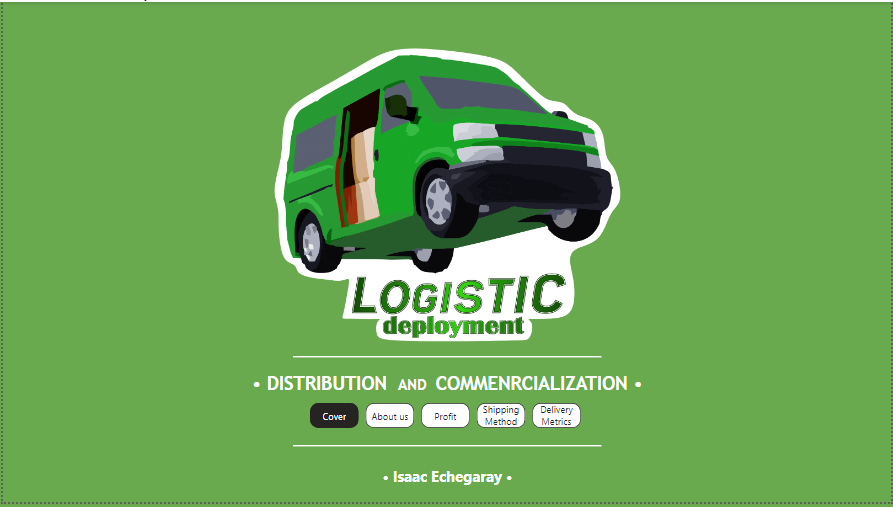 LOGISTIC
deployment
• DISTRIBUTION AND COMMENRCIALIZATION •
Cover
About us
Profit
Shipping
Method
Delivery
Metrics
• Isaac Echegaray •